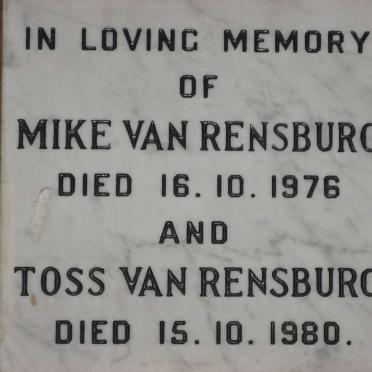 IN LOVING MEMORY
OF
MIKE VAN RENSBURG
DIED 16.10.1976
AND
TOSS VAN RENSBURG
DIED 15.10.1980.